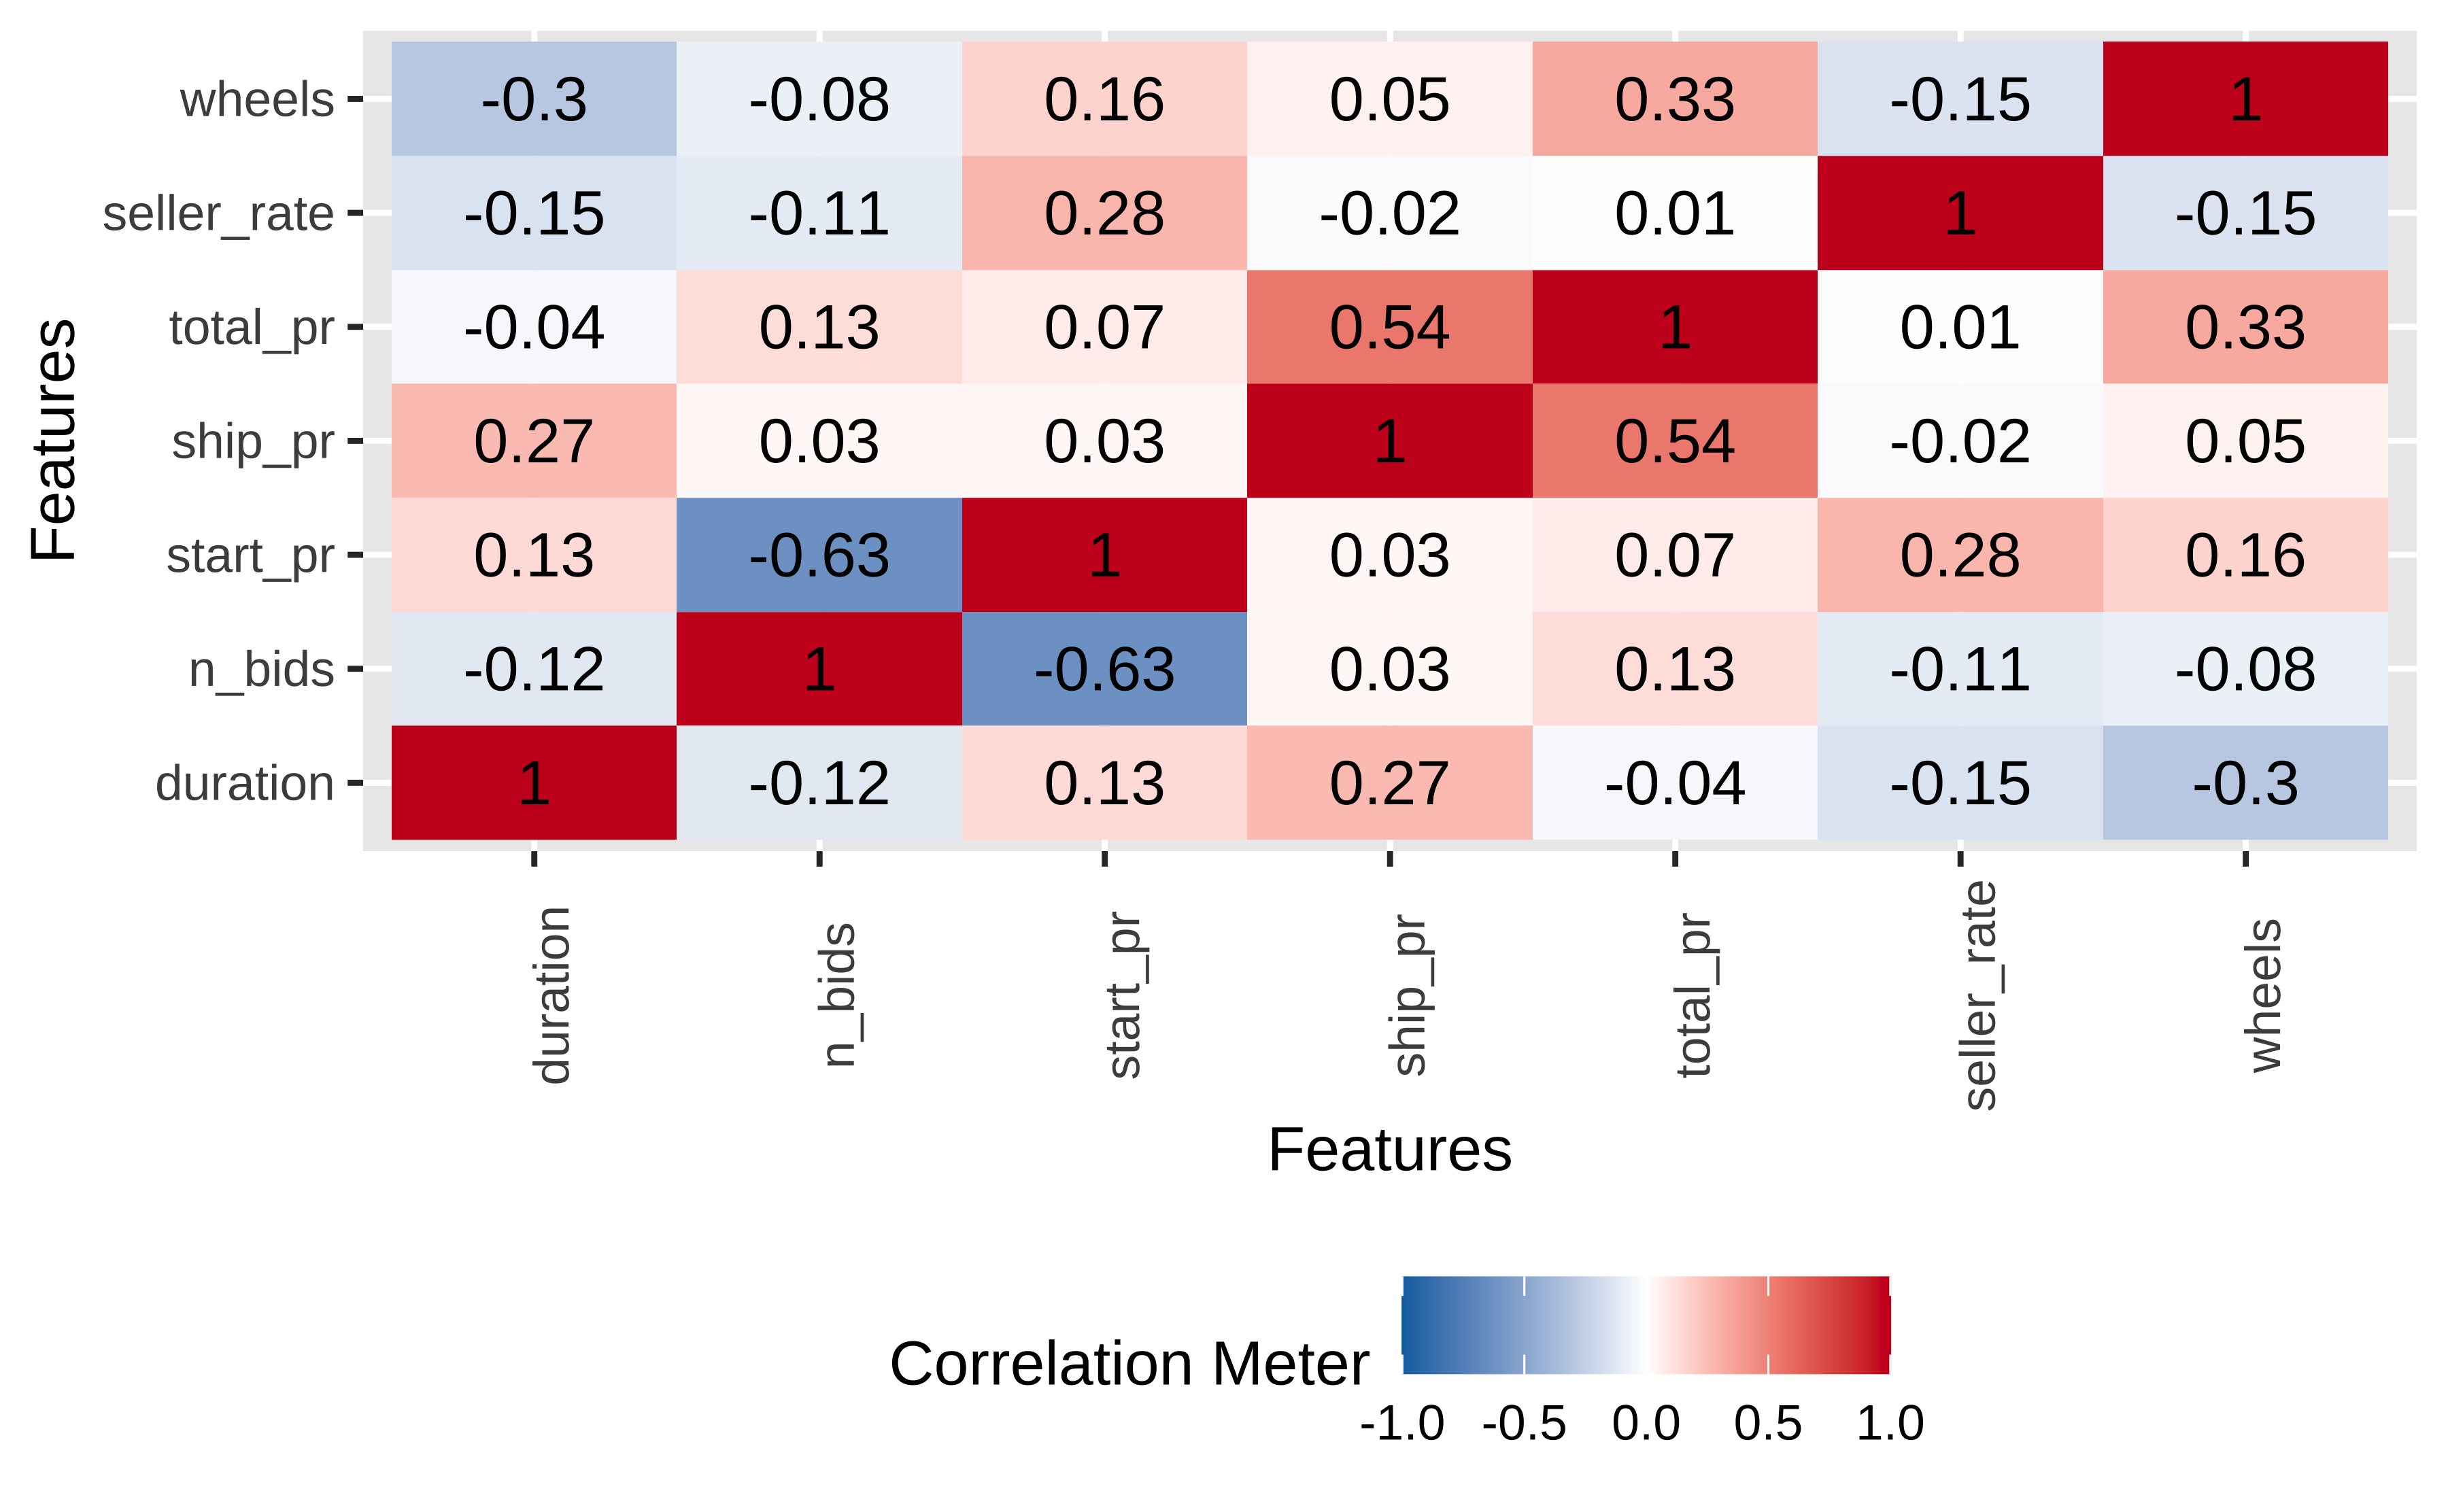 wheels -0.3 -0.08 0.16 0.05 0.33 -0.15 1
seller_rate -0.15 -0.11 0.28 -0.02 0.01 1 -0.15
total_pr -0.04 0.13 0.07 0.54 1 0.01 0.33
ship_pr 0.27 0.03 0.03 1 0.54 -0.02 0.05
start_pr 0.13 -0.63 1 0.03 0.07 0.28 0.16
n_bids -0.12 1 -0.63 0.03 0.13 -0.11 -0.08
duration 1 -0.12 0.13 0.27 -0.04 -0.15 -0.3
Features
duration n_bids start_pr ship_pr total_pr seller_rate wheels
Features
Correlation Meter
-1.0 -0.5 0.0 0.5 1.0